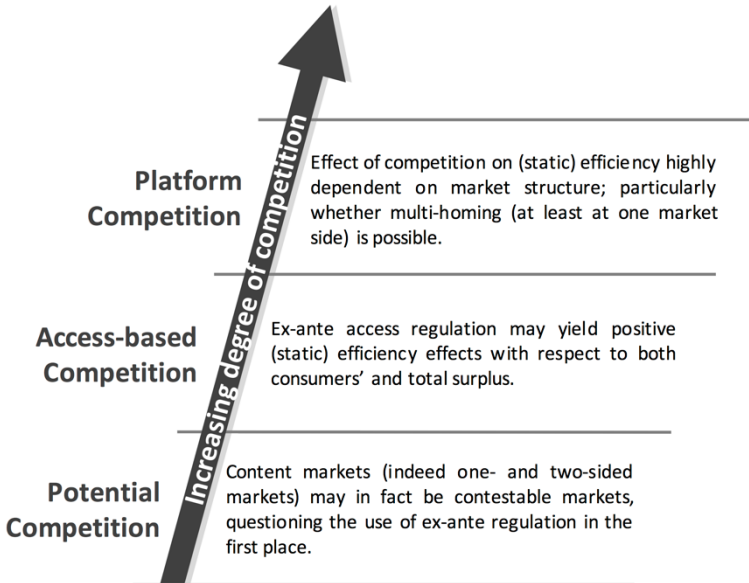 Increasing degree of competition
Platform
Competition
Effect of competition on (static) efficiency highly
dependent on market structure; particularly
whether multi-homing (at least at one market
side) is possible.
Access-based
Competition
Ex-ante access regulation may yield positive
(static) efficiency effects with respect to both
consumers’ and total surplus.
Potential
Competition
Content markets (indeed one- and two-sided
markets) may in fact be contestable markets,
questioning the use of ex-ante regulation in the
first place.